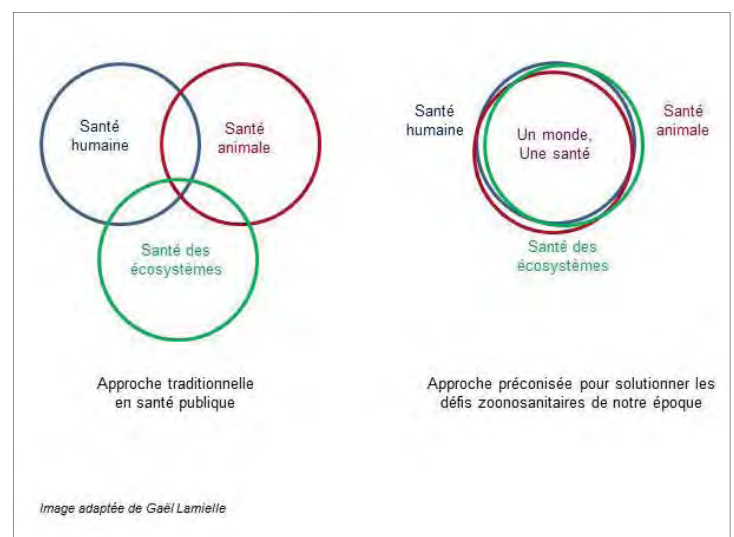 Santé
humaine
Santé
animale
Santé des
écosystèmes
Approche traditionnelle
en santé publique
Santé
humaine
Un monde,
Une santé
Santé
animale
Santé des
écosystèmes
Approche préconisée pour solutionner les
défis zoonosanitaires de notre époque
Image adaptée de Gaël Lamielle